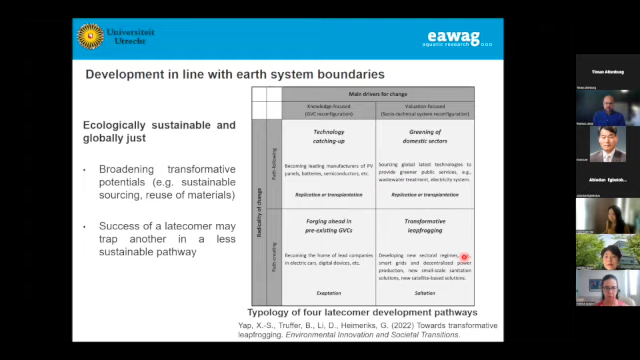 Universiteit
Utrecht
eawag
aquatic research
Development in line with earth system boundaries
Ecologically sustainable and
globally just
• Broadening transformative
potentials (e.g. sustainable
sourcing, reuse of materials)
• Success of a latecomer may
trap another in a less
sustainable pathway
Main drivers for change
Knowledge-focused
(GVC reconfiguration)
Valuation focused
(Socio-technical system reconfiguration)
Radicality of change
Path-following
Technology
catching-up
Becoming leading manufacturers of PV
panels, batteries, semiconductors, etc.
Replication or transplantation
Greening of
domestic sectors
Sourcing global latest technologies to
provide greener public services, e.g.,
wastewater treatment, electricity system.
Replication or transplantation
Path-creating
Forging ahead in
pre-existing GVCs
Becoming the home of lead companies
in electric cars, digital devices, etc.
Exaptation
Transformative
leapfrogging
Developing new sectoral regimes,
smart grids and decentralized power
production, new small-scale sanitation
solutions, new satellite-based solutions.
Saltation
Typology of four latecomer development pathways
Yap, X.-S., Truffer, B., Li, D., Heimeriks, G. (2022) Towards transformative
leapfrogging. Environmental Innovation and Societal Transitions.
Tilman Altenburg